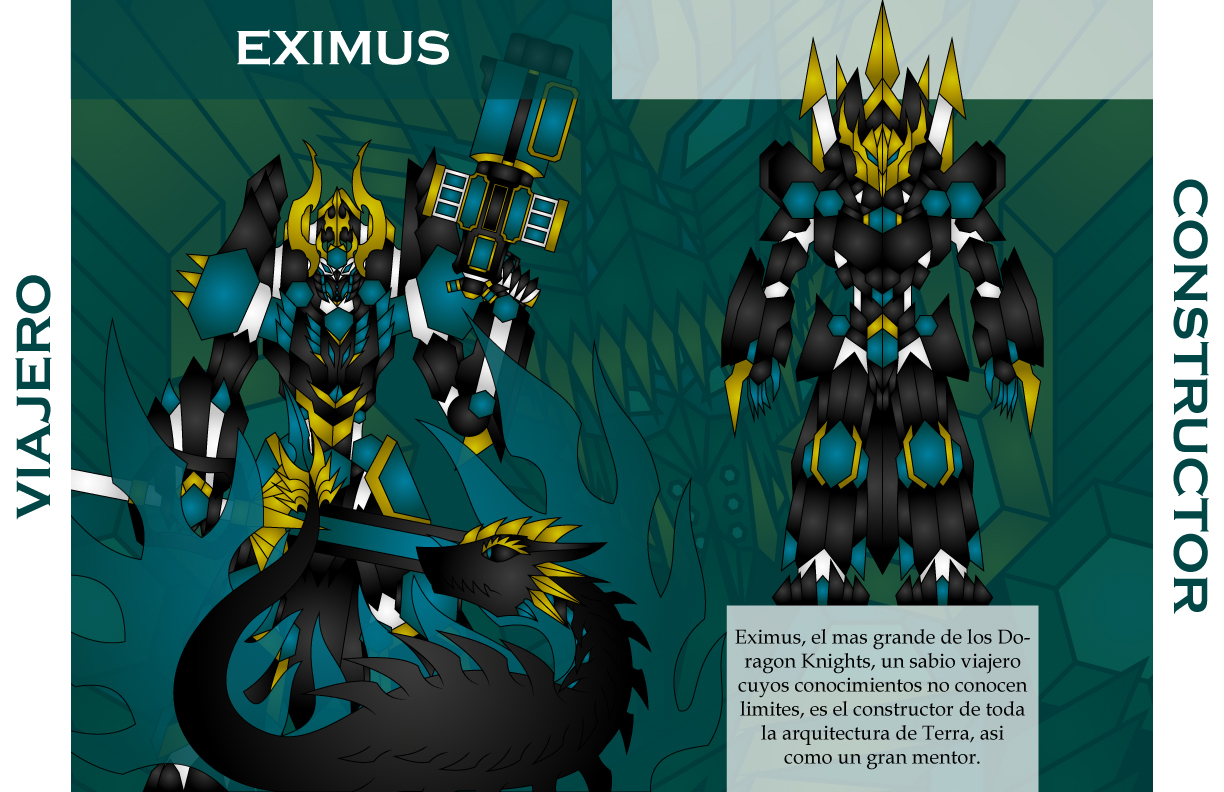 EXIMUS
VIAJERO
CONSTRUCTOR
Eximus, el mas grande de los Do-
ragon Knights, un sabio viajero
cuyos conocimientos no conocen
limites, es el constructor de toda
la arquitectura de Terra, asi
como un gran mentor.